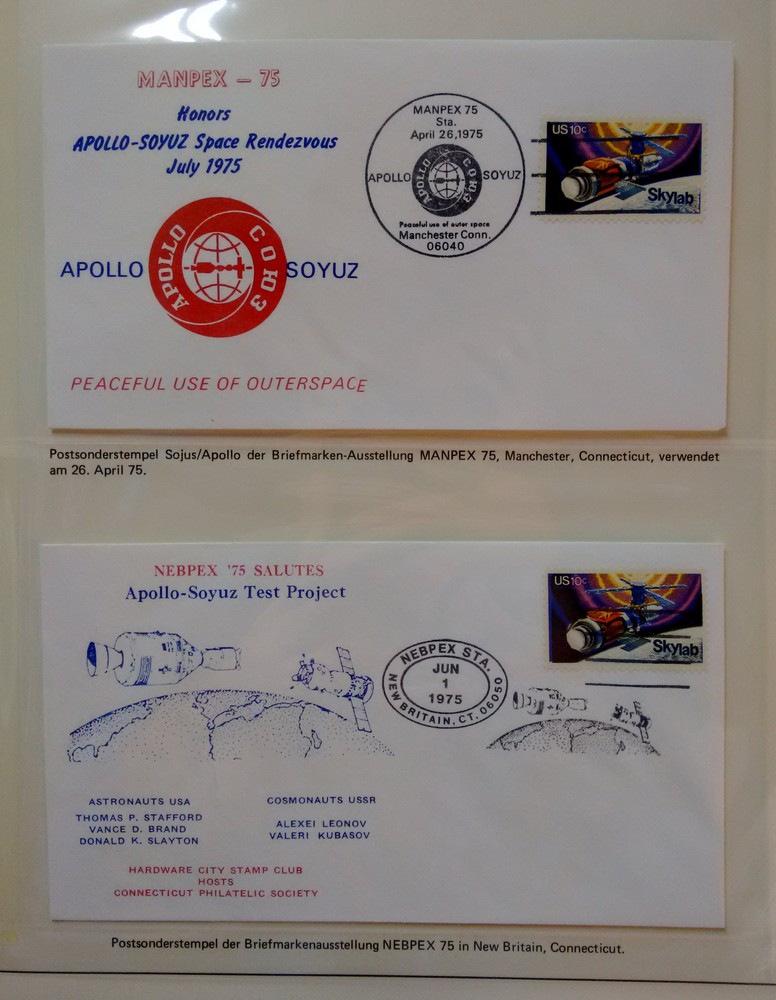 MANPEX – 75
Honors
APOLLO-SOYUZ Space Rendezvous
July 1975
APOLLO
APOLLO
СОЮЗ
SOYUZ
PEACEFUL USE OF OUTERSPACE
MANPEX 75
Sta.
April 26,1975
APOLLO
APOLLO
СОЮЗ
SOYUZ
Peaceful use of outer space
Manchester Conn.
06040
US 10c
Skylab
Postsonderstempel Sojus/Apollo der Briefmarken-Ausstellung MANPEX 75, Manchester, Connecticut, verwendet
am 26. April 75.
NEBPEX '75 SALUTES
Apollo-Soyuz Test Project
NEBPEX STA.
JUN
1
1975
NEW BRITAIN, CT. 06050
US 10c
Skylab
ASTRONAUTS USA
THOMAS P. STAFFORD
VANCE D. BRAND
DONALD K. SLAYTON
COSMONAUTS USSR
ALEXEI LEONOV
VALERI KUBASOV
HARDWARE CITY STAMP CLUB
HOSTS
CONNECTICUT PHILATELIC SOCIETY
Postsonderstempel der Briefmarkenausstellung NEBPEX 75 in New Britain, Connecticut.